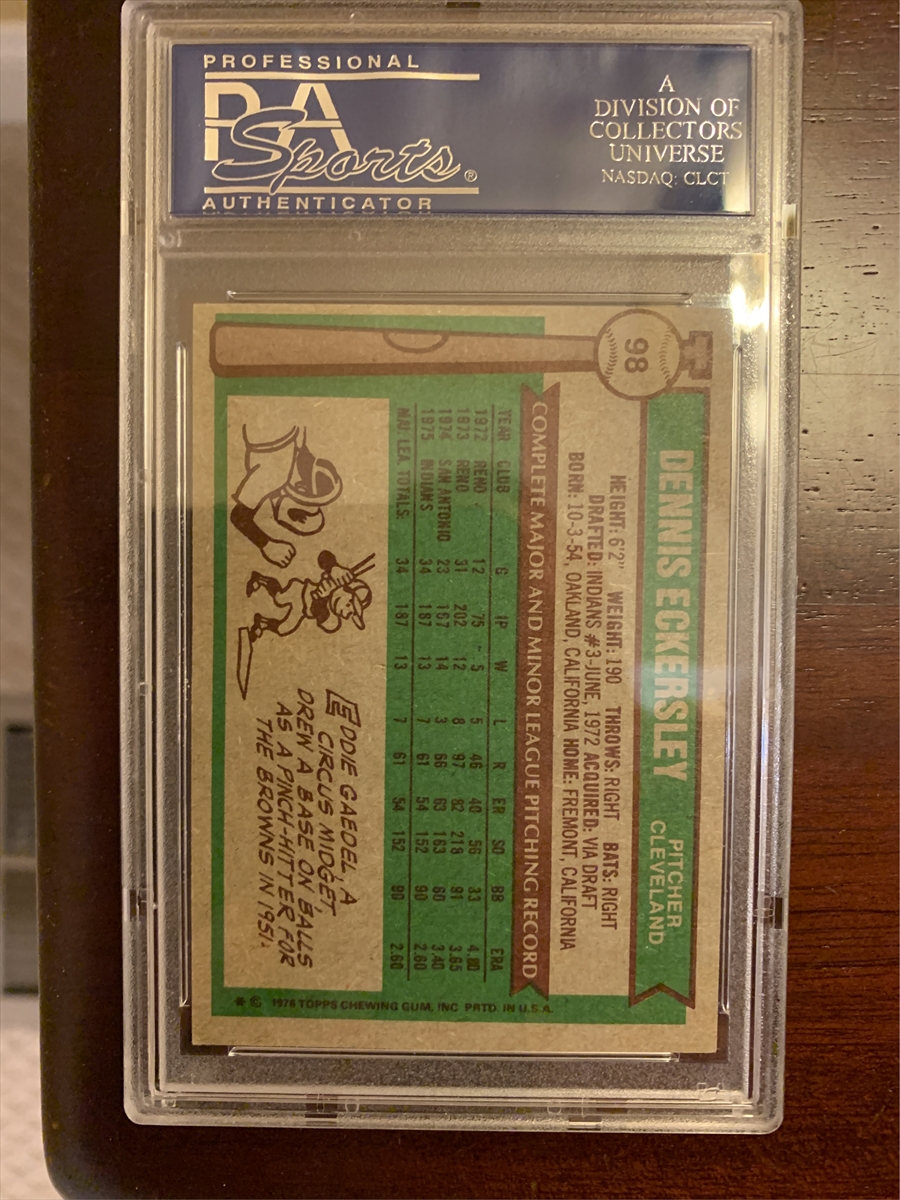 PROFESSIONAL
PSA
Sports®
AUTHENTICATOR
A
DIVISION OF
COLLECTORS
UNIVERSE
NASDAQ: CLCT
98
DENNIS ECKERSLEY
PITCHER
CLEVELAND
HEIGHT: 6'2" WEIGHT: 190 THROWS: RIGHT BATS: RIGHT
DRAFTED: INDIANS #3-JUNE, 1972 ACQUIRED: VIA DRAFT
BORN: 10-3-54, OAKLAND, CALIFORNIA HOME: FREMONT, CALIFORNIA
COMPLETE MAJOR AND MINOR LEAGUE PITCHING RECORD
YEAR CLUB G IP W L R ER SO BB ERA
1972 RENO 12 75 5 5 46 40 56 33 4.80
1973 RENO 31 202 12 8 97 82 218 91 3.65
1974 SAN ANTONIO 23 167 14 3 66 63 163 60 3.40
1975 INDIANS 34 187 13 7 61 54 152 90 2.60
MAJ. LEA. TOTALS: 34 187 13 7 61 54 152 90 2.60
EDDIE GAEDEL, A
CIRCUS MIDGET,
DREW A BASE ON BALLS
AS A PINCH-HITTER FOR
THE BROWNS IN 1951.
* © 1976 TOPPS CHEWING GUM, INC PRTD. IN U.S.A.